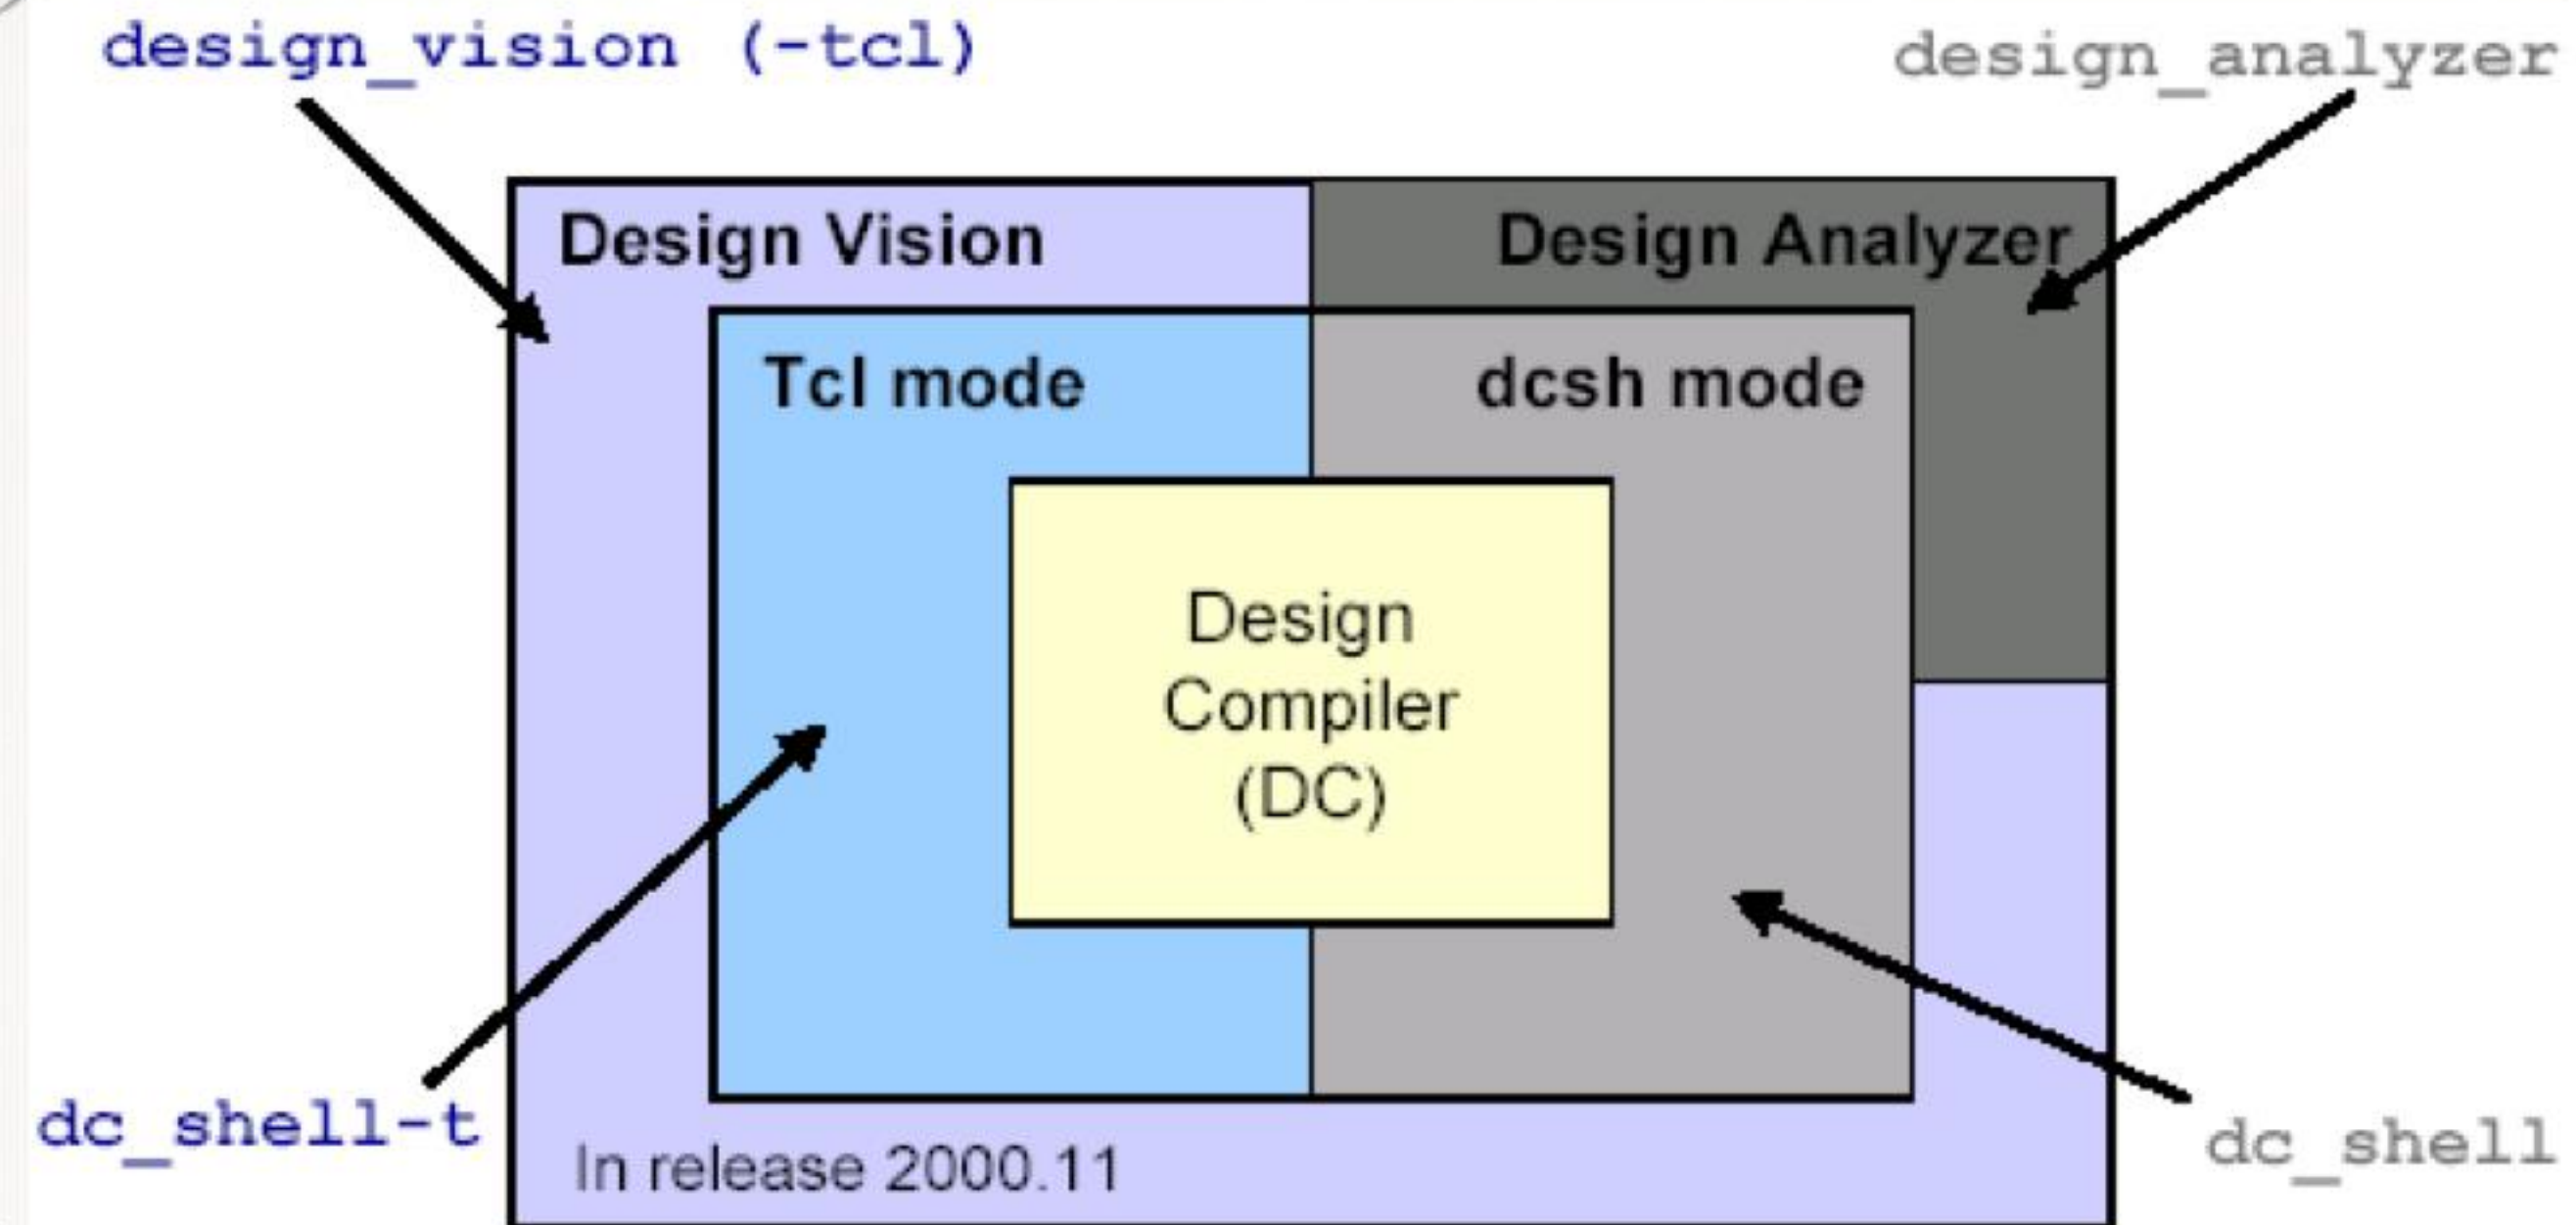 design_vision (-tcl)
design_analyzer
Design Vision
Design Analyzer
Tcl mode
dcsh mode
Design
Compiler
(DC)
dc_shell-t
dc_shell
In release 2000.11